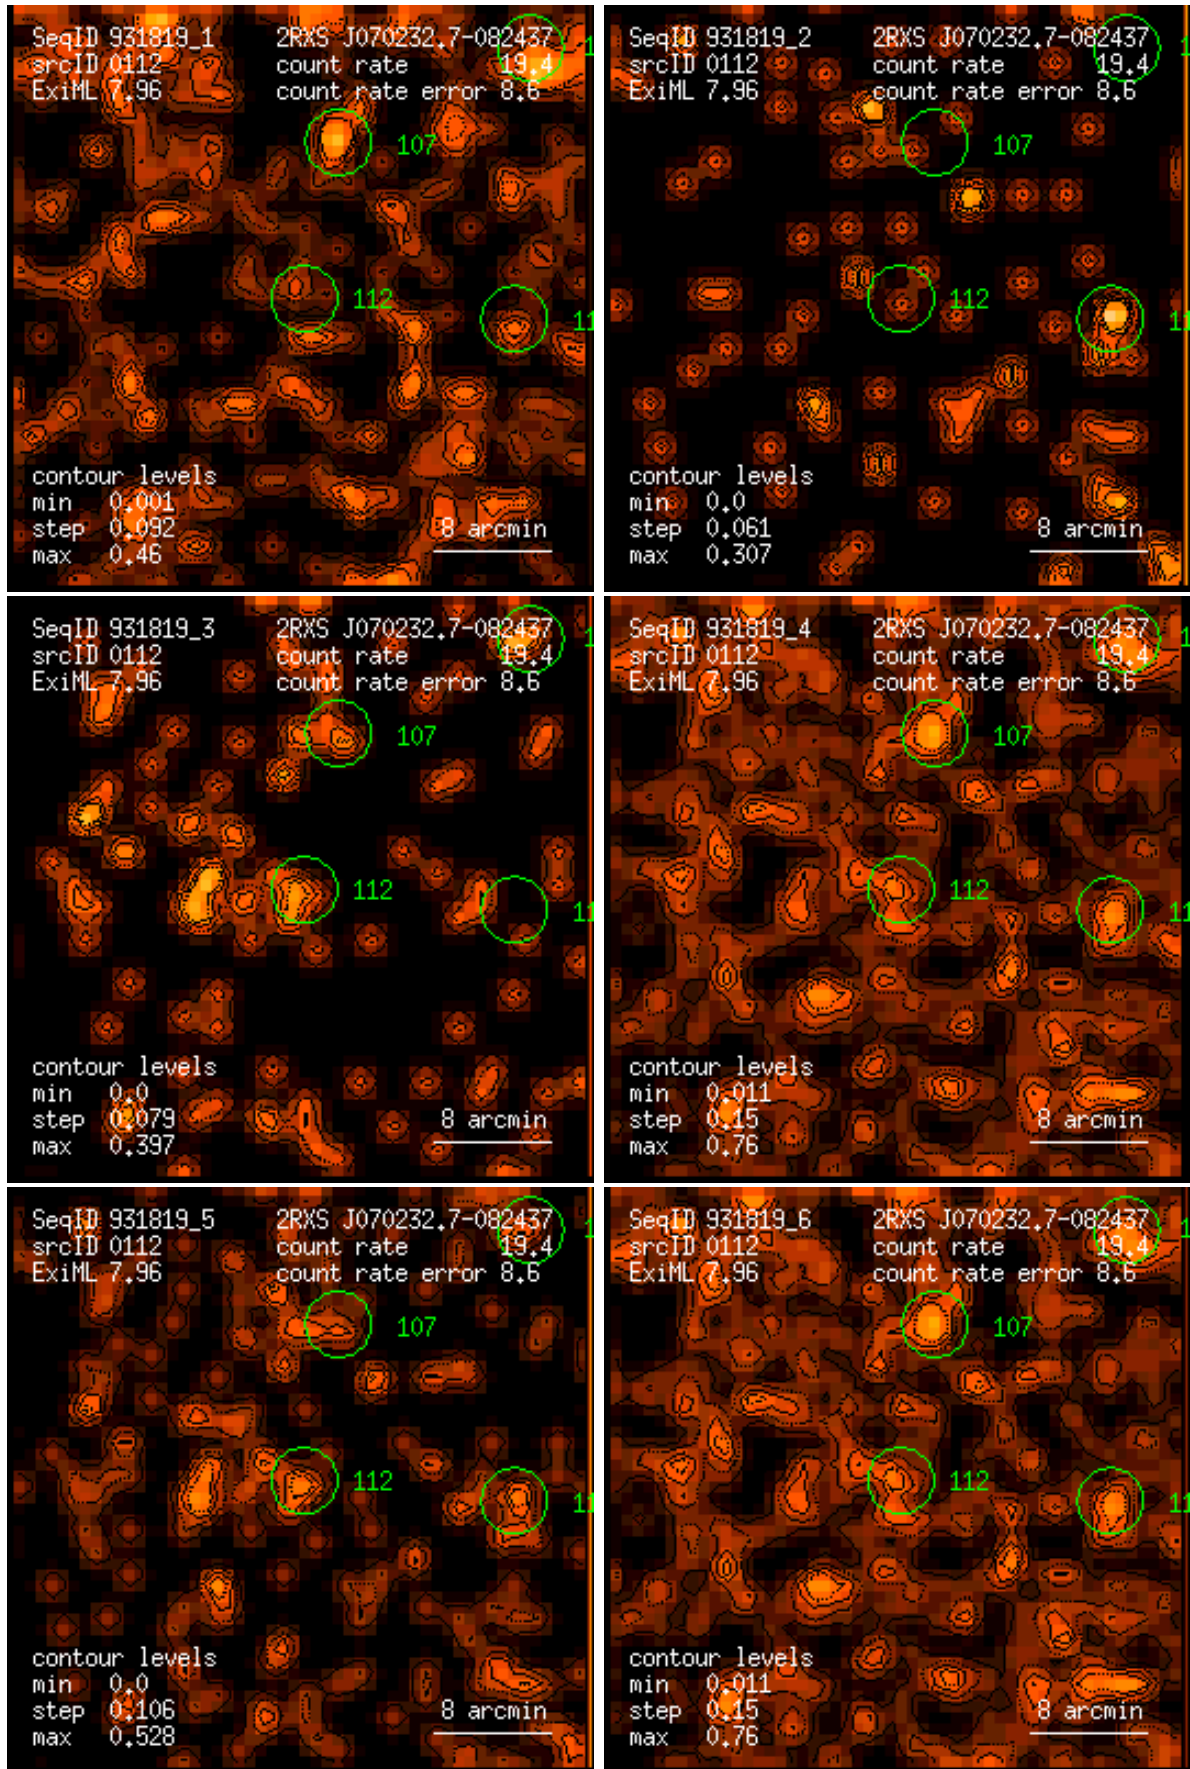 SeqID 931819_1 2RXS J070232.7-082437
srcID 0112 count rate 19.4
ExiML 7.96 count rate error 8.6
107
112
11
contour levels
min 0.001
step 0.092 8 arcmin
max 0.46
SeqID 931819_2 2RXS J070232.7-082437
srcID 0112 count rate 19.4
ExiML 7.96 count rate error 8.6
107
112
11
contour levels
min 0.0
step 0.061 8 arcmin
max 0.307
SeqID 931819_3 2RXS J070232.7-082437
srcID 0112 count rate 19.4
ExiML 7.96 count rate error 8.6
107
112
11
contour levels
min 0.0
step 0.079 8 arcmin
max 0.397
SeqID 931819_4 2RXS J070232.7-082437
srcID 0112 count rate 19.4
ExiML 7.96 count rate error 8.6
107
112
11
contour levels
min 0.011
step 0.15 8 arcmin
max 0.76
SeqID 931819_5 2RXS J070232.7-082437
srcID 0112 count rate 19.4
ExiML 7.96 count rate error 8.6
107
112
11
contour levels
min 0.0
step 0.106 8 arcmin
max 0.528
SeqID 931819_6 2RXS J070232.7-082437
srcID 0112 count rate 19.4
ExiML 7.96 count rate error 8.6
107
112
11
contour levels
min 0.011
step 0.15 8 arcmin
max 0.76